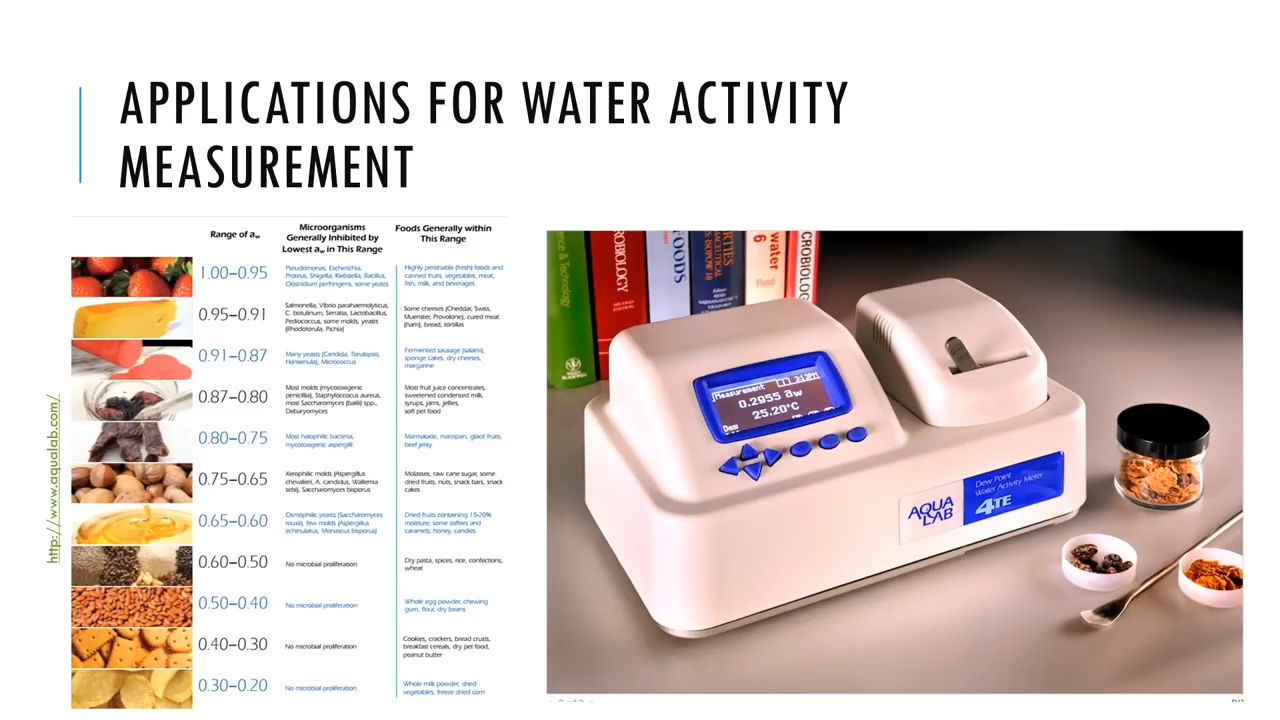 APPLICATIONS FOR WATER ACTIVITY
MEASUREMENT
http://www.aqualab.com/
Range of aw
Microorganisms
Generally Inhibited by
Lowest aw in This Range
Foods Generally within
This Range
1.00–0.95
Pseudomonas, Escherichia,
Proteus, Shigella, Klebsiella, Bacillus,
Clostridium perfringens, some yeasts
Highly perishable (fresh) foods and
canned fruits, vegetables, meat,
fish, milk, and beverages
0.95–0.91
Salmonella, Vibrio parahaemolyticus,
C. botulinum, Serratia, Lactobacillus,
Pediococcus, some molds, yeasts
(Rhodotorula, Pichia)
Some cheeses (Cheddar, Swiss,
Muenster, Provolone), cured meat
(ham), bread, tortillas
0.91–0.87
Many yeasts (Candida, Torulopsis,
Hansenula), Micrococcus
Fermented sausage (salami),
sponge cakes, dry cheeses,
margarine
0.87–0.80
Most molds (mycotoxigenic
penicillia), Staphyloccocus aureus,
most Saccharomyces (bailii) spp.,
Debaryomyces
Most fruit juice concentrates,
sweetened condensed milk,
syrups, jams, jellies,
soft pet food
0.80–0.75
Most halophilic bacteria,
mycotoxigenic aspergilli
Marmalade, marzipan, glacé fruits,
beef jerky
0.75–0.65
Xerophilic molds (Aspergillus
chevalieri, A. candidus, Wallemia
sebi), Saccharomyces bisporus
Molasses, raw cane sugar, some
dried fruits, nuts, snack bars, snack
cakes
0.65–0.60
Osmophilic yeasts (Saccharomyces
rouxii), few molds (Aspergillus
echinulatus, Monascus bisporus)
Dried fruits containing 15-20%
moisture; some toffees and
caramels; honey, candies
0.60–0.50
No microbial proliferation
Dry pasta, spices, rice, confections,
wheat
0.50–0.40
No microbial proliferation
Whole egg powder, chewing
gum, flour, dry beans
0.40–0.30
No microbial proliferation
Cookies, crackers, bread crusts,
breakfast cereals, dry pet food,
peanut butter
0.30–0.20
No microbial proliferation
Whole milk powder, dried
vegetables, freeze dried corn
& Technology
FOODS
water
6
Reid
Measurement
0.2955 aw
25.20°C
AQUA
LAB
Dew Point
Water Activity Meter
4TE